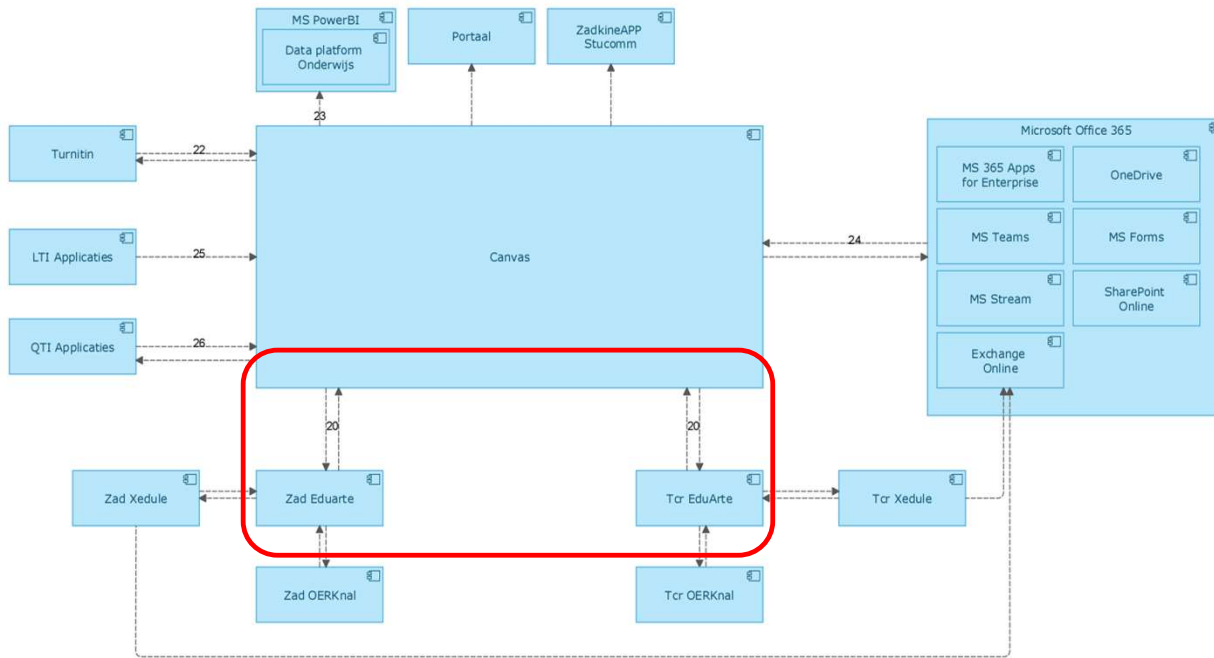 MS PowerBI
Data platform
Onderwijs
Portaal
ZadkineAPP
Stucomm
23
Turnitin
22
Microsoft Office 365
MS 365 Apps
for Enterprise
OneDrive
LTI Applicaties
25
Canvas
24
MS Teams
MS Forms
MS Stream
SharePoint
Online
QTI Applicaties
26
Exchange
Online
20
20
Zad Xedule
Zad Eduarte
Tcr EduArte
Tcr Xedule
Zad OERKnal
Tcr OERKnal